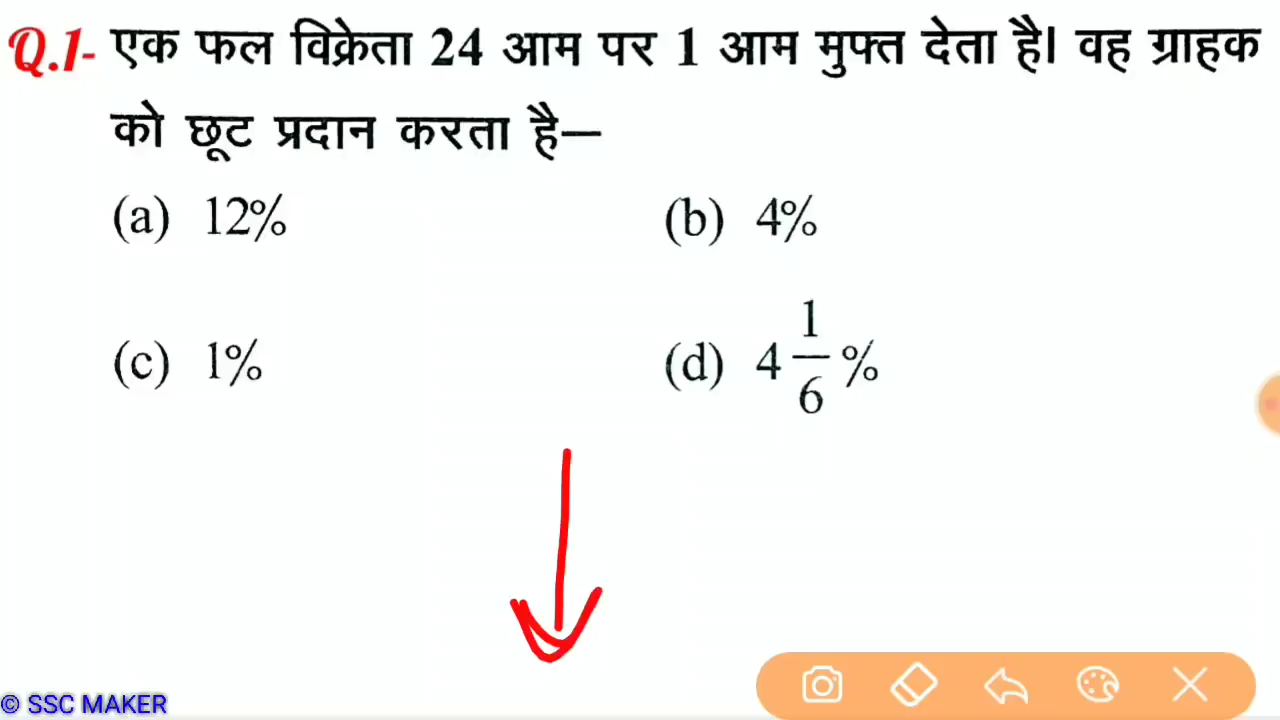 Q.1- एक फल विक्रेता 24 आम पर 1 आम मुफ्त देता है। वह ग्राहक
को छूट प्रदान करता है—
(a) 12%
(b) 4%
(c) 1%
(d) 4 1/6 %
© SSC MAKER